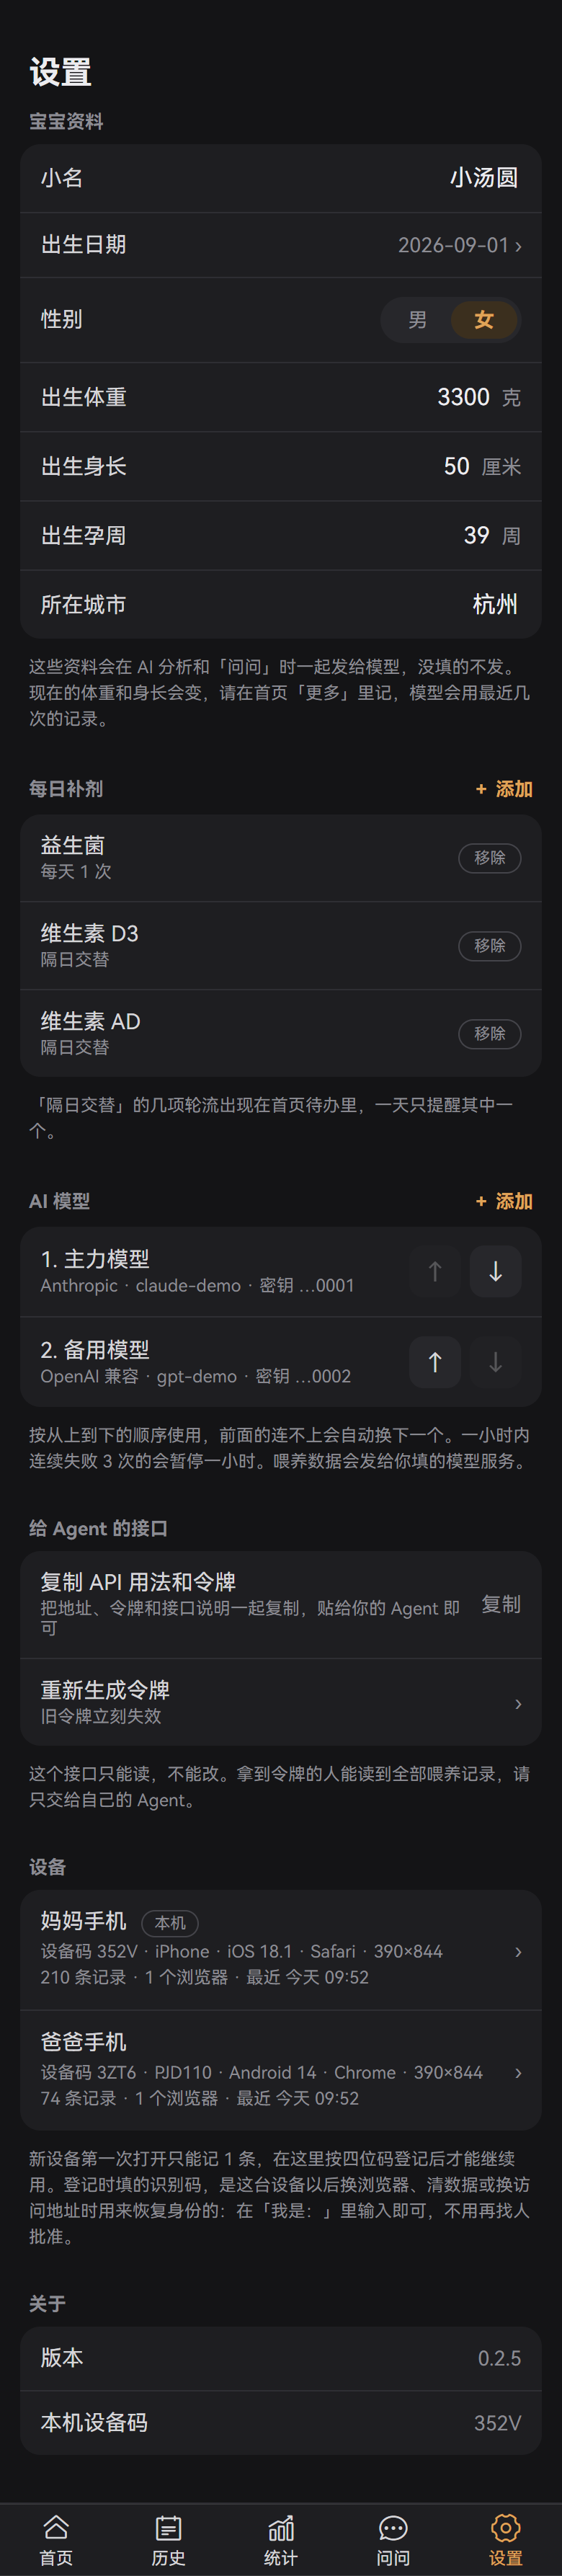 设置
宝宝资料
小名 小汤圆
出生日期 2026-09-01 ›
性别 男 女
出生体重 3300 克
出生身长 50 厘米
出生孕周 39 周
所在城市 杭州
这些资料会在 AI 分析和「问问」时一起发给模型，没填的不发。
现在的体重和身长会变，请在首页「更多」里记，模型会用最近几
次的记录。
每日补剂 + 添加
益生菌
每天 1 次
移除
维生素 D3
隔日交替
移除
维生素 AD
隔日交替
移除
「隔日交替」的几项轮流出现在首页待办里，一天只提醒其中一
个。
AI 模型 + 添加
1. 主力模型
Anthropic · claude-demo · 密钥 …0001
↑ ↓
2. 备用模型
OpenAI 兼容 · gpt-demo · 密钥 …0002
↑ ↓
按从上到下的顺序使用，前面的连不上会自动换下一个。一小时内
连续失败 3 次的会暂停一小时。喂养数据会发给你填的模型服务。
给 Agent 的接口
复制 API 用法和令牌
把地址、令牌和接口说明一起复制，贴给你的 Agent 即
可
复制
重新生成令牌
旧令牌立刻失效
›
这个接口只能读，不能改。拿到令牌的人能读到全部喂养记录，请
只交给自己的 Agent。
设备
妈妈手机 本机
设备码 352V · iPhone · iOS 18.1 · Safari · 390×844
210 条记录 · 1 个浏览器 · 最近 今天 09:52
›
爸爸手机
设备码 3ZT6 · PJD110 · Android 14 · Chrome · 390×844
74 条记录 · 1 个浏览器 · 最近 今天 09:52
›
新设备第一次打开只能记 1 条，在这里按四位码登记后才能继续
用。登记时填的识别码，是这台设备以后换浏览器、清数据或换访
问地址时用来恢复身份的：在「我是：」里输入即可，不用再找人
批准。
关于
版本 0.2.5
本机设备码 352V
首页 历史 统计 问问 设置